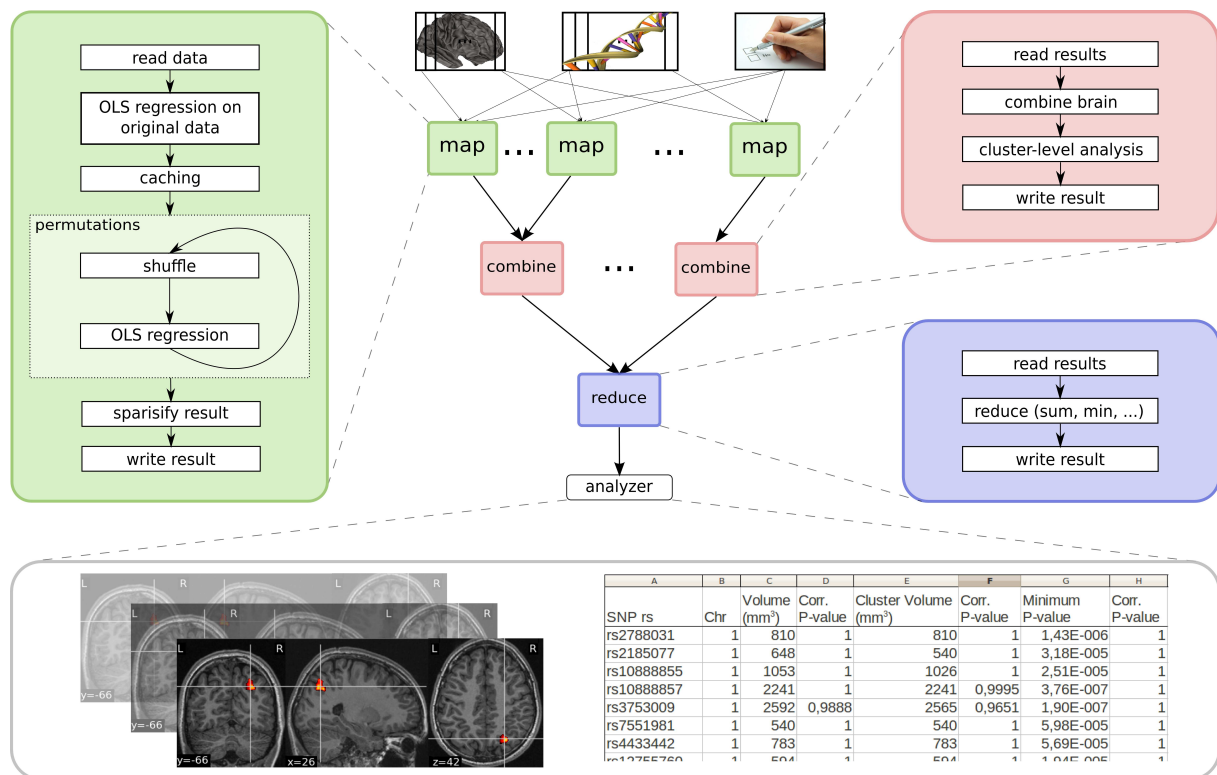 read data
OLS regression on
original data
caching
permutations
shuffle
OLS regression
sparisify result
write result
map
...
map
...
map
combine
...
combine
reduce
analyzer
read results
combine brain
cluster-level analysis
write result
read results
reduce (sum, min, ...)
write result
L R
y=-66
L R
y=-66
L R L R
y=-66 x=26 z=42
A B C D E F G H
Volume Corr. Cluster Volume Corr. Minimum Corr.
SNP rs Chr (mm³) P-value (mm³) P-value P-value P-value
rs2788031 1 810 1 810 1 1,43E-006 1
rs2185077 1 648 1 540 1 3,18E-005 1
rs10888855 1 1053 1 1026 1 2,51E-005 1
rs10888857 1 2241 1 2241 0,9995 3,76E-007 1
rs3753009 1 2592 0,9888 2565 0,9651 1,90E-007 1
rs7551981 1 540 1 540 1 5,98E-005 1
rs4433442 1 783 1 783 1 5,69E-005 1